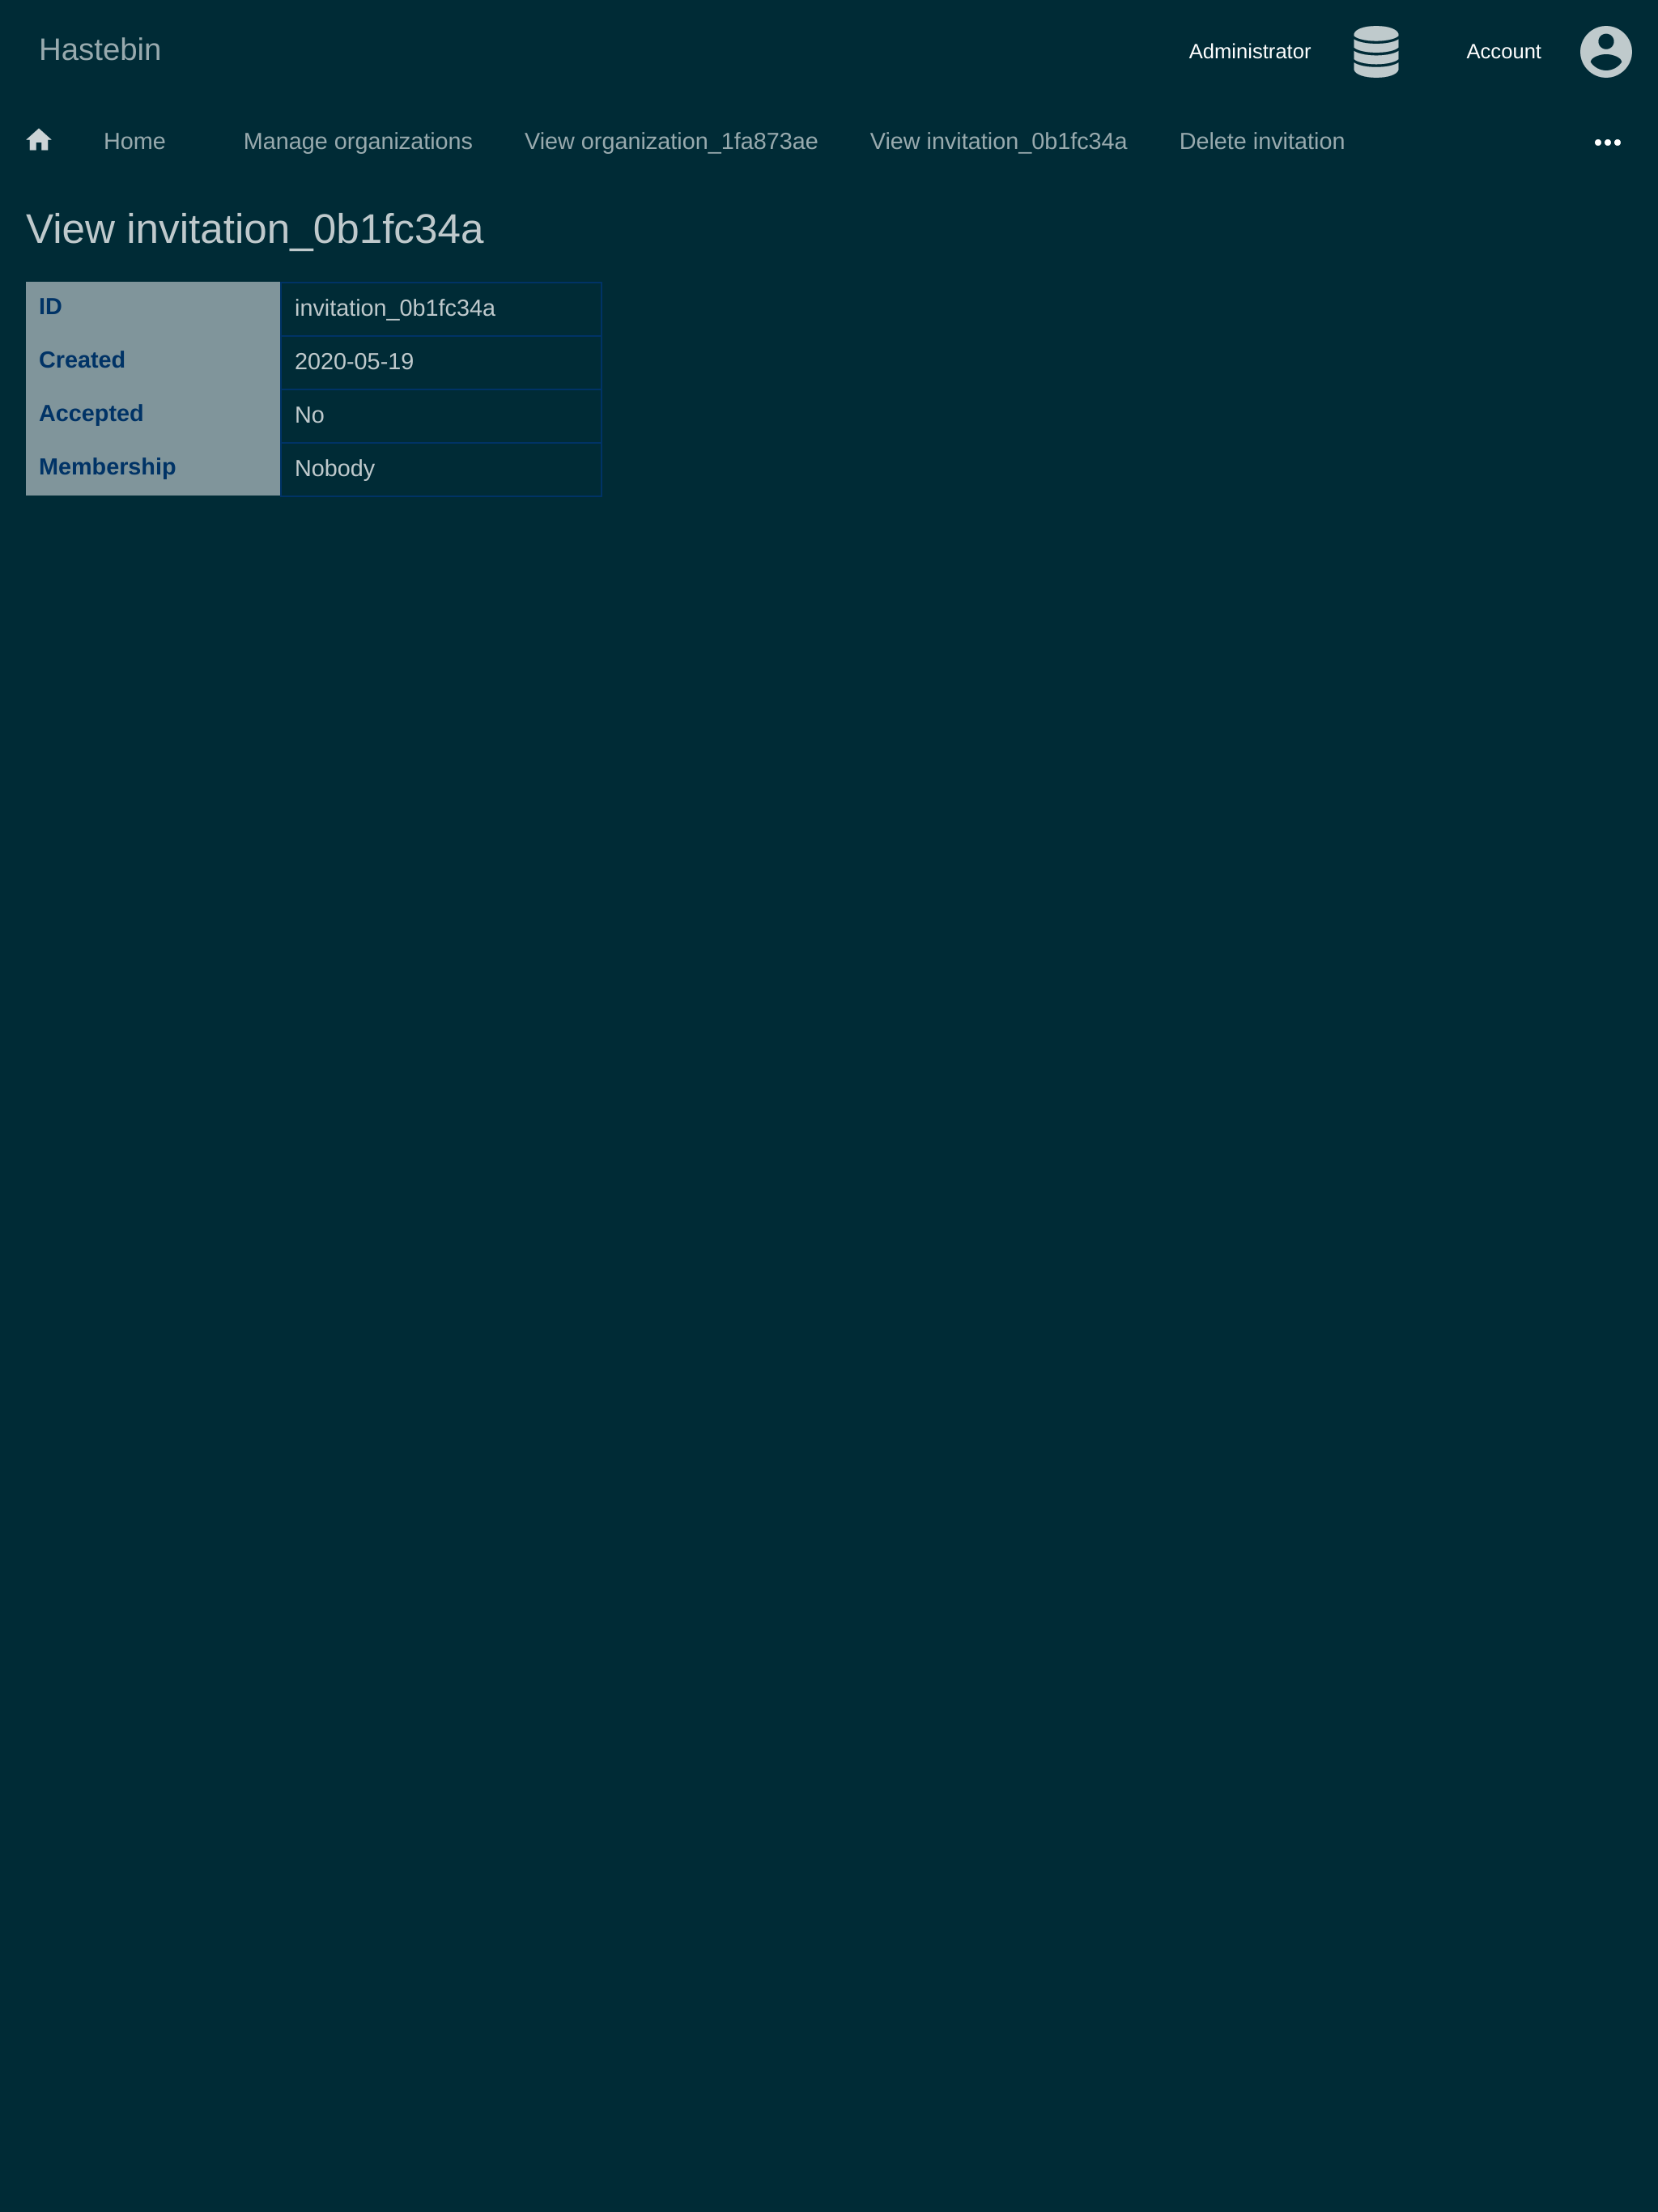 Hastebin
Administrator
Account
Home
Manage organizations
View organization_1fa873ae
View invitation_0b1fc34a
Delete invitation
View invitation_0b1fc34a
ID invitation_0b1fc34a
Created 2020-05-19
Accepted No
Membership Nobody